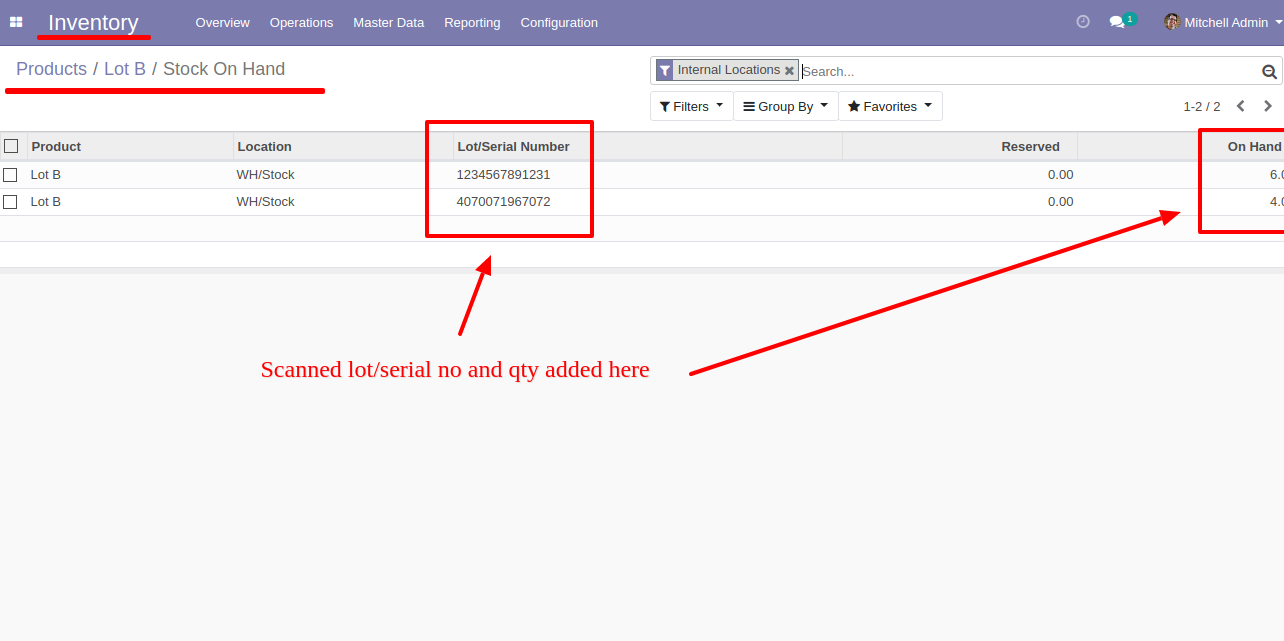 Inventory Overview Operations Master Data Reporting Configuration 1 Mitchell Admin
Products / Lot B / Stock On Hand
Internal Locations Search...
Filters Group By Favorites 1-2 / 2
Product Location Lot/Serial Number Reserved On Hand
Lot B WH/Stock 1234567891231 0.00 6.0
Lot B WH/Stock 4070071967072 0.00 4.0
Scanned lot/serial no and qty added here